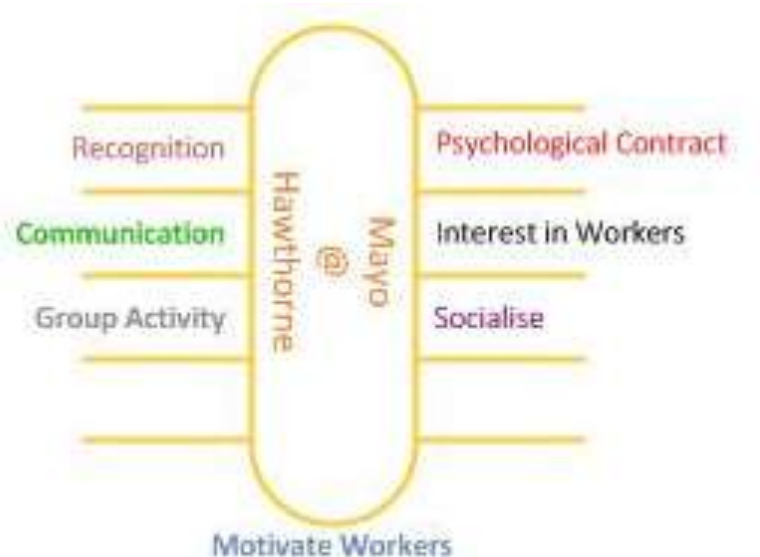 Recognition
Psychological Contract
Communication
Interest in Workers
Group Activity
Socialise
Mayo
@
Hawthorne
Motivate Workers